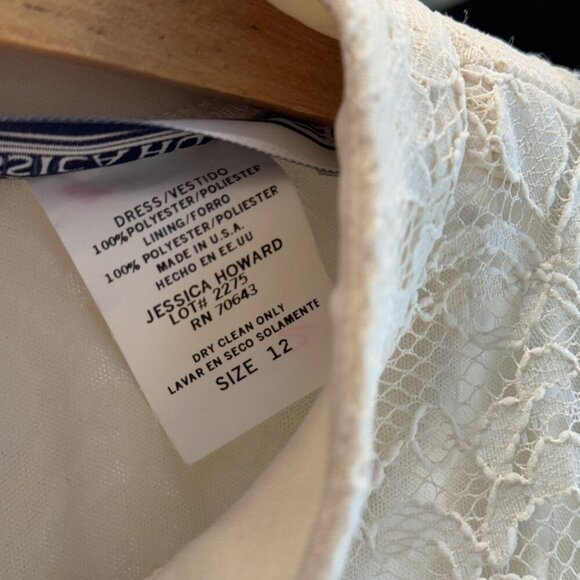 DRESS/VESTIDO
100%POLYESTER/POLIESTER
LINING/FORRO
100% POLYESTER/POLIESTER
MADE IN U.S.A.
HECHO EN EE.UU
JESSICA HOWARD
LOT# 2275
RN 70643
DRY CLEAN ONLY
LAVAR EN SECO SOLAMENTE
SIZE 12